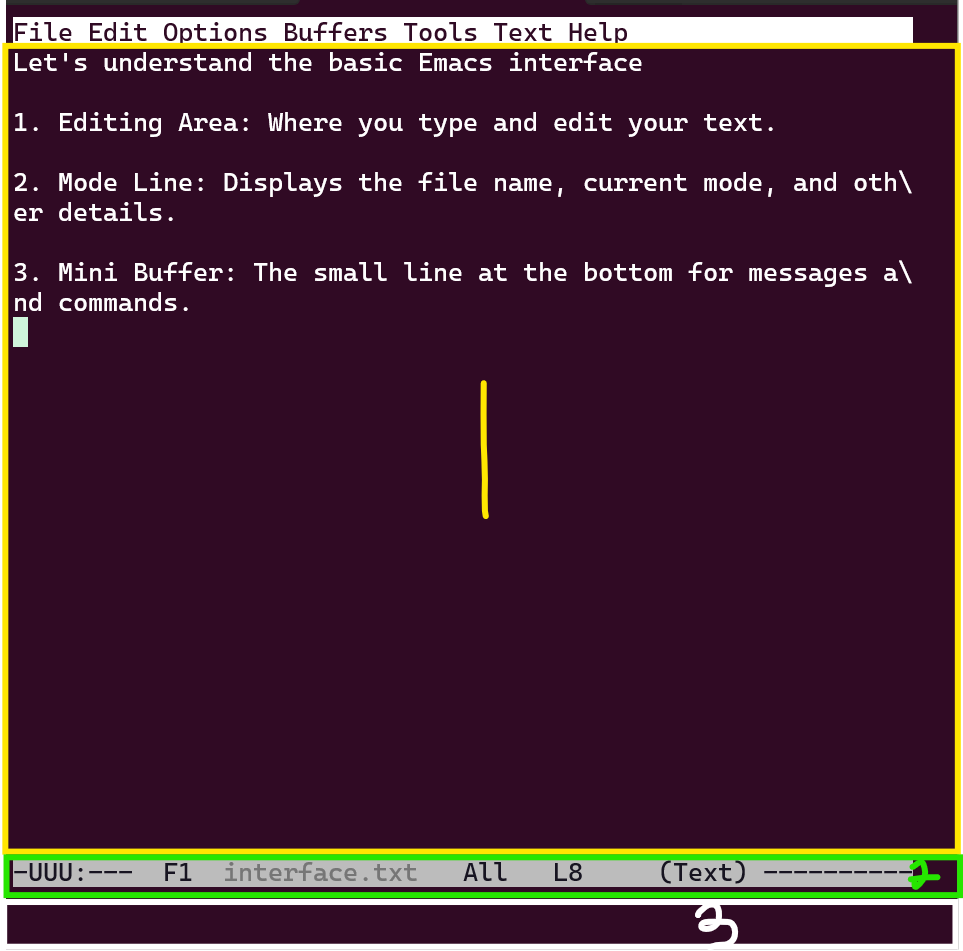 File Edit Options Buffers Tools Text Help
Let's understand the basic Emacs interface
1. Editing Area: Where you type and edit your text.
2. Mode Line: Displays the file name, current mode, and oth\
er details.
3. Mini Buffer: The small line at the bottom for messages a\
nd commands.
1
-UUU:---  F1  interface.txt   All   L8     (Text) ----------
2
3